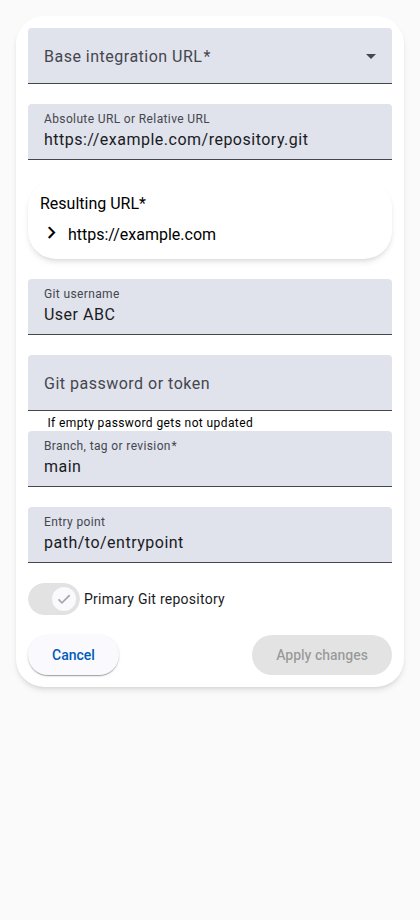 Base integration URL*
Absolute URL or Relative URL
https://example.com/repository.git
Resulting URL*
https://example.com
Git username
User ABC
Git password or token
If empty password gets not updated
Branch, tag or revision*
main
Entry point
path/to/entrypoint
Primary Git repository
Cancel
Apply changes